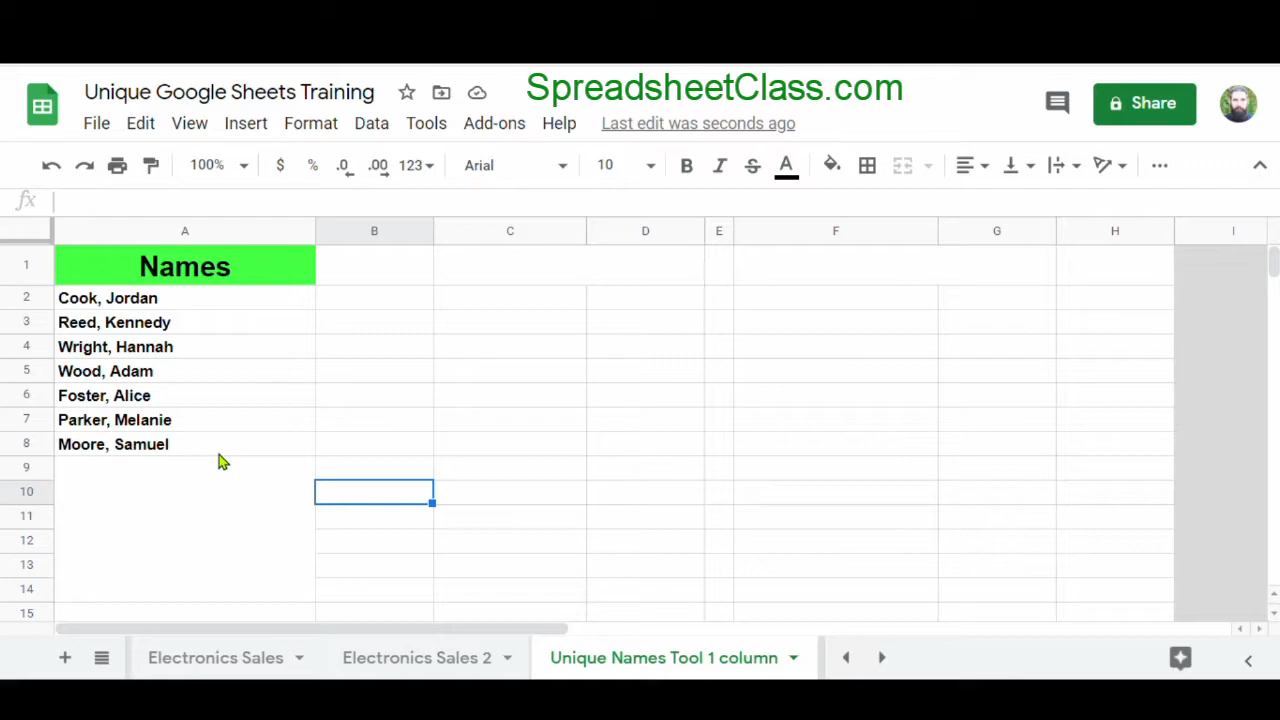 SpreadsheetClass.com
Unique Google Sheets Training
File Edit View Insert Format Data Tools Add-ons Help Last edit was seconds ago
Share
100% $ % .0 .00 123 Arial 10 B I S A
fx
A B C D E F G H I
1 Names
2 Cook, Jordan
3 Reed, Kennedy
4 Wright, Hannah
5 Wood, Adam
6 Foster, Alice
7 Parker, Melanie
8 Moore, Samuel
9
10
11
12
13
14
15
Electronics Sales Electronics Sales 2 Unique Names Tool 1 column